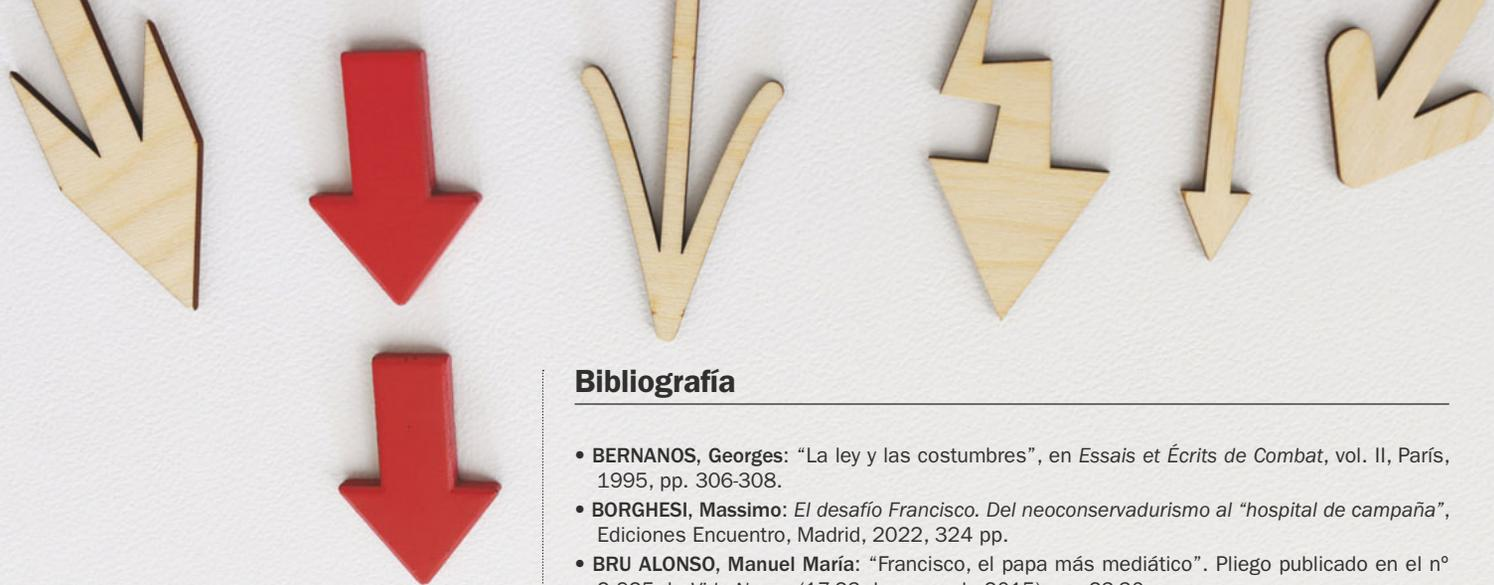 Bibliografía
• BERNANOS, Georges: “La ley y las costumbres”, en Essais et Écrits de Combat, vol. II, París,
1995, pp. 306-308.
• BORGHESI, Massimo: El desafío Francisco. Del neoconservadurismo al “hospital de campaña”,
Ediciones Encuentro, Madrid, 2022, 324 pp.
• BRU ALONSO, Manuel María: “Francisco, el papa más mediático”. Pliego publicado en el nº